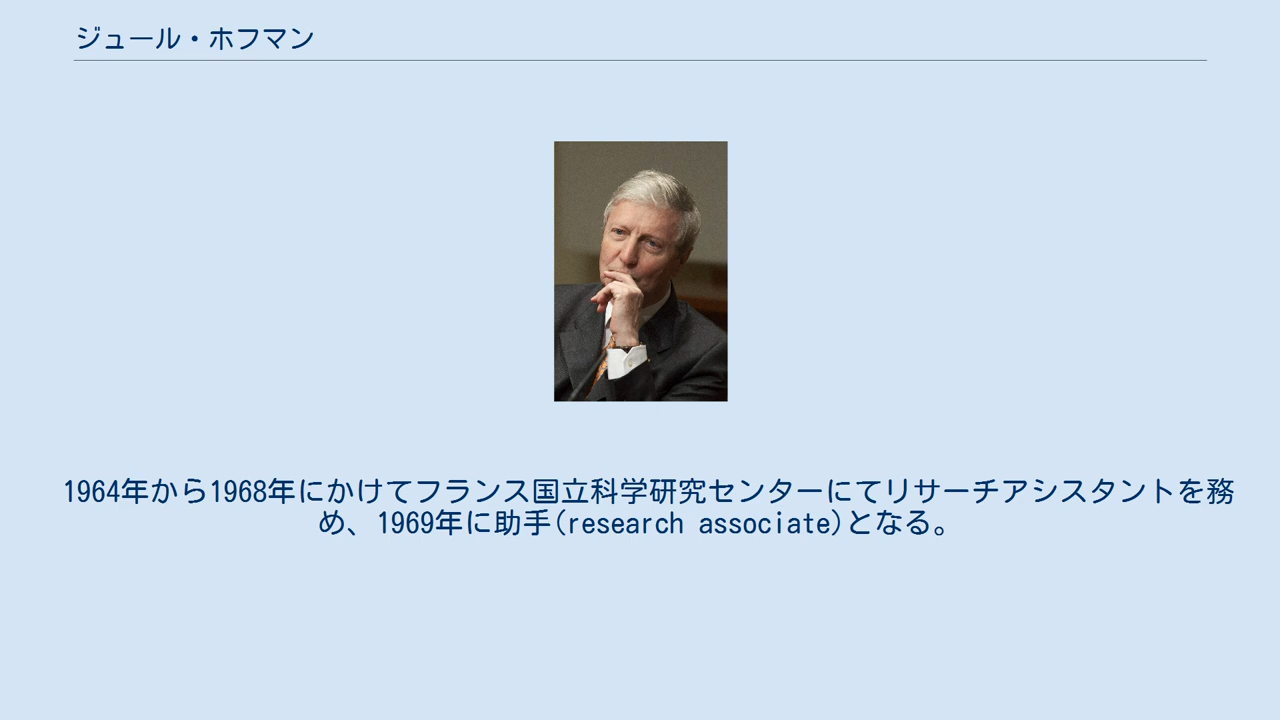 ジュール・ホフマン
1964年から1968年にかけてフランス国立科学研究センターにてリサーチアシスタントを務
め、1969年に助手(research associate)となる。